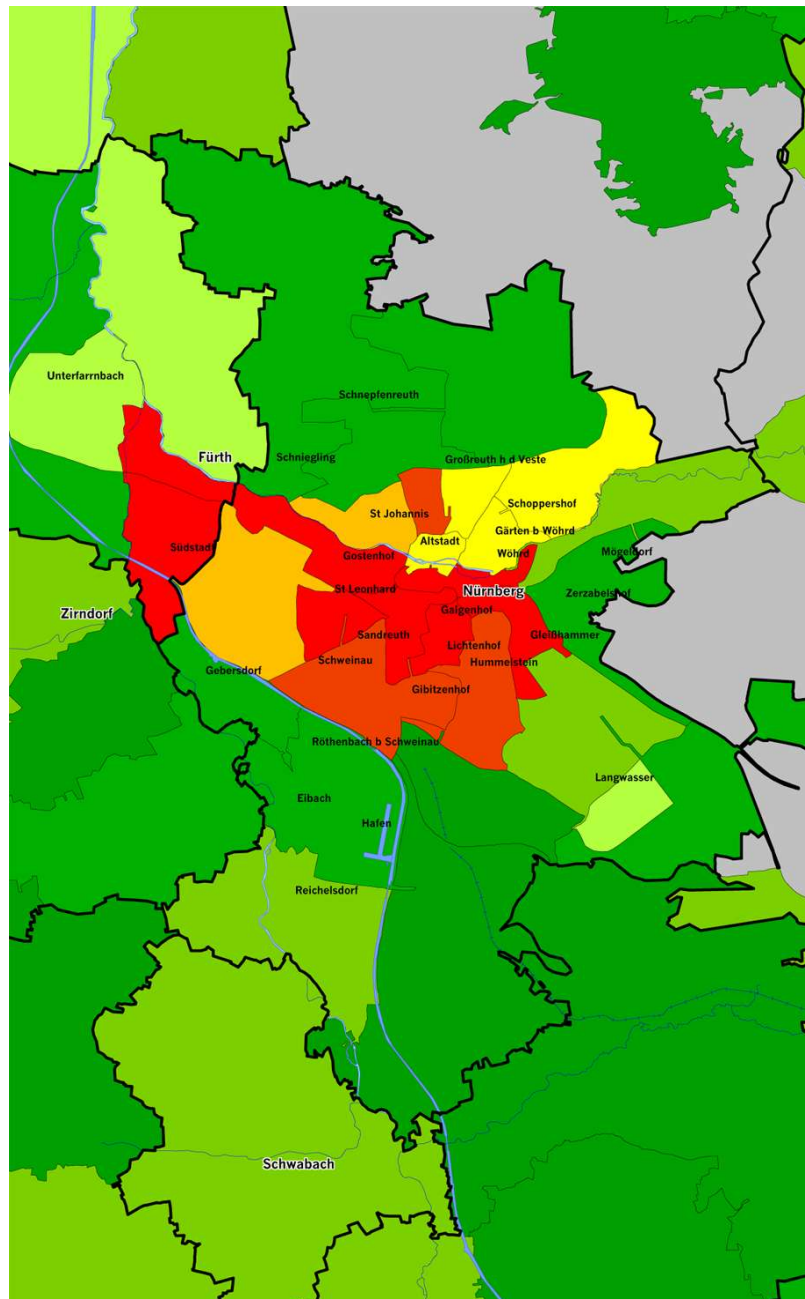 Unterfarrnbach
Schnepfenreuth
Fürth
Schniegling
Großreuth h d Veste
Schoppershof
St Johannis
Gärten b Wöhrd
Altstadt
Südstadt
Gostenhof
Wöhrd
Mögeldorf
St Leonhard
Nürnberg
Zerzabelshof
Zirndorf
Galgenhof
Sandreuth
Lichtenhof
Gleißhammer
Schweinau
Hummelstein
Gebersdorf
Gibitzenhof
Röthenbach b Schweinau
Langwasser
Eibach
Hafen
Reichelsdorf
Schwabach